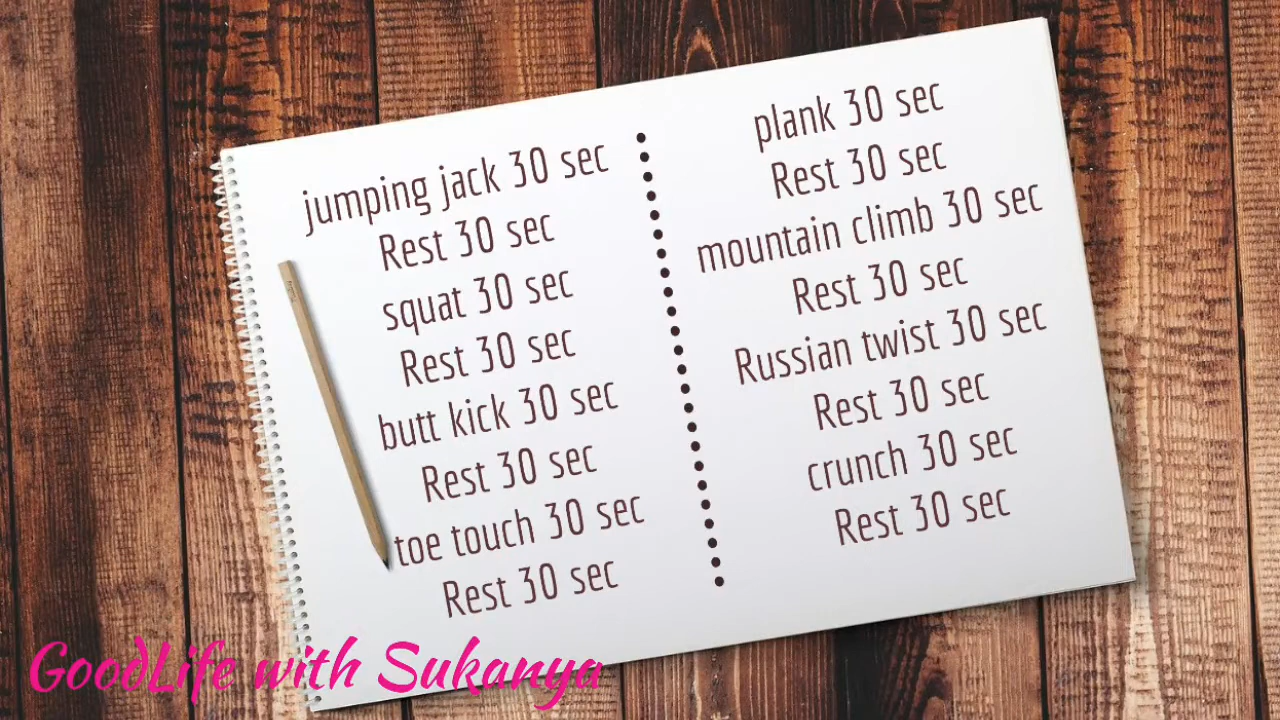 jumping jack 30 sec
Rest 30 sec
squat 30 sec
Rest 30 sec
butt kick 30 sec
Rest 30 sec
toe touch 30 sec
Rest 30 sec
plank 30 sec
Rest 30 sec
mountain climb 30 sec
Rest 30 sec
Russian twist 30 sec
Rest 30 sec
crunch 30 sec
Rest 30 sec
GoodLife with Sukanya